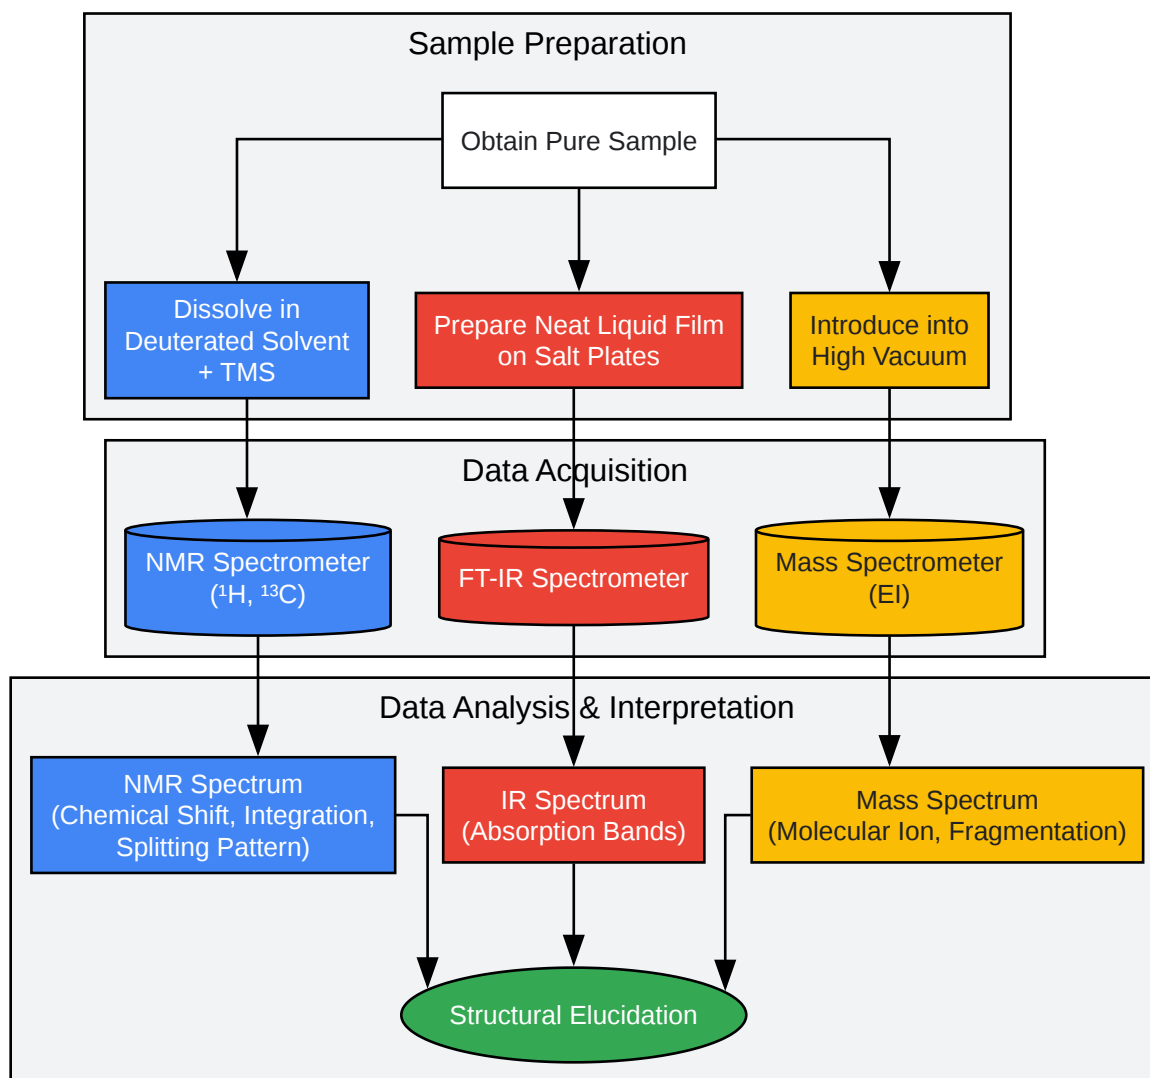 Sample Preparation
Obtain Pure Sample
Dissolve in
Deuterated Solvent
+ TMS
Prepare Neat Liquid Film
on Salt Plates
Introduce into
High Vacuum
Data Acquisition
NMR Spectrometer
(¹H, ¹³C)
FT-IR Spectrometer
Mass Spectrometer
(EI)
Data Analysis & Interpretation
NMR Spectrum
(Chemical Shift, Integration,
Splitting Pattern)
IR Spectrum
(Absorption Bands)
Mass Spectrum
(Molecular Ion, Fragmentation)
Structural Elucidation